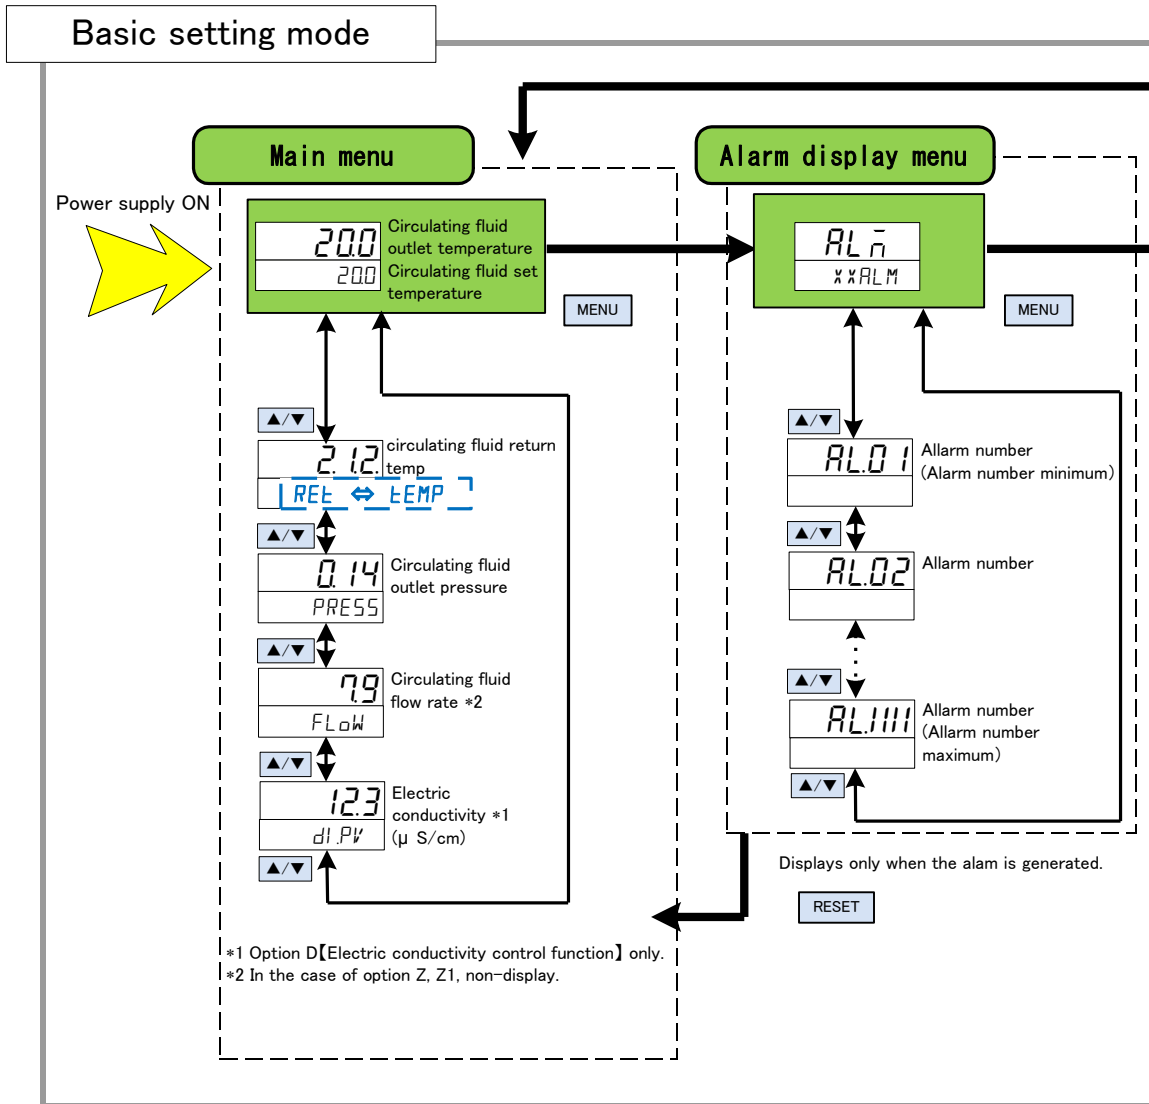 Basic setting mode
Main menu
Power supply ON
20.0
Circulating fluid
outlet temperature
20.0
Circulating fluid set
temperature
MENU
▲/▼
2.1.2.
circulating fluid return
temp
REt ⇔ tEMP
▲/▼
0.14
Circulating fluid
outlet pressure
PRESS
▲/▼
7.9
Circulating fluid
flow rate *2
FLoW
▲/▼
12.3
Electric
conductivity *1
(μ S/cm)
dI.PV
▲/▼
*1 Option D【Electric conductivity control function】 only.
*2 In the case of option Z, Z1, non-display.
Alarm display menu
ALm
xxALM
MENU
▲/▼
AL.01
Allarm number
(Alarm number minimum)
▲/▼
AL.02
Allarm number
▲/▼
AL.1111
Allarm number
(Allarm number
maximum)
▲/▼
Displays only when the alam is generated.
RESET